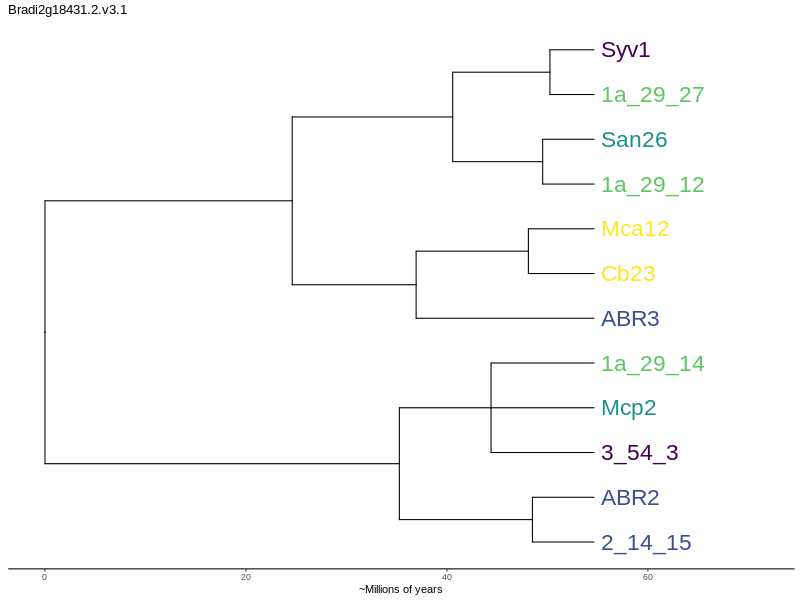 Bradi2g18431.2.v3.1
Syv1
1a_29_27
San26
1a_29_12
Mca12
Cb23
ABR3
1a_29_14
Mcp2
3_54_3
ABR2
2_14_15
0 20 40 60
~Millions of years